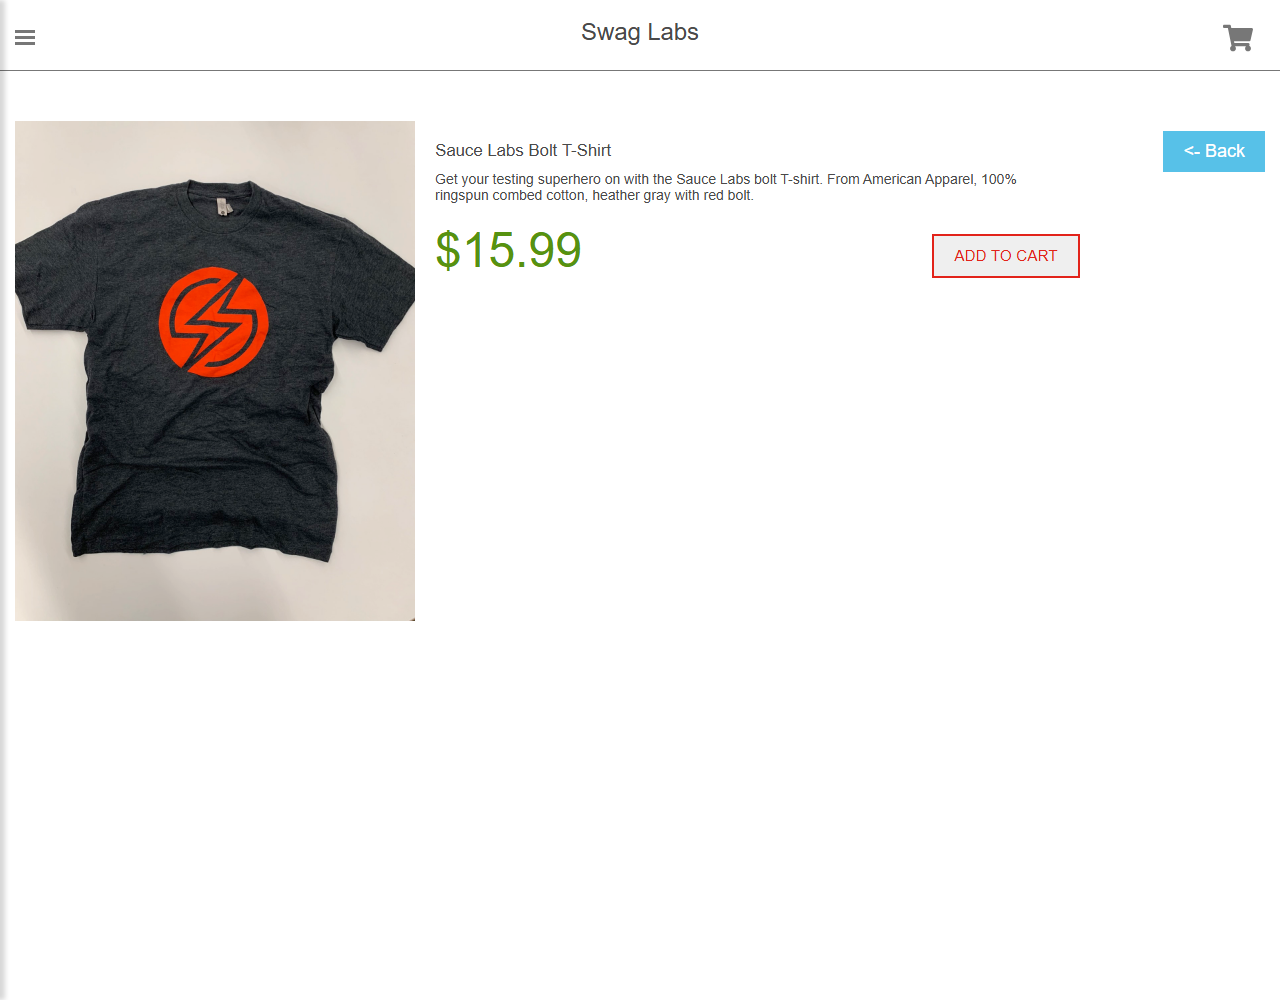 Swag Labs
Sauce Labs Bolt T-Shirt
<- Back
Get your testing superhero on with the Sauce Labs bolt T-shirt. From American Apparel, 100%
ringspun combed cotton, heather gray with red bolt.
$15.99
ADD TO CART